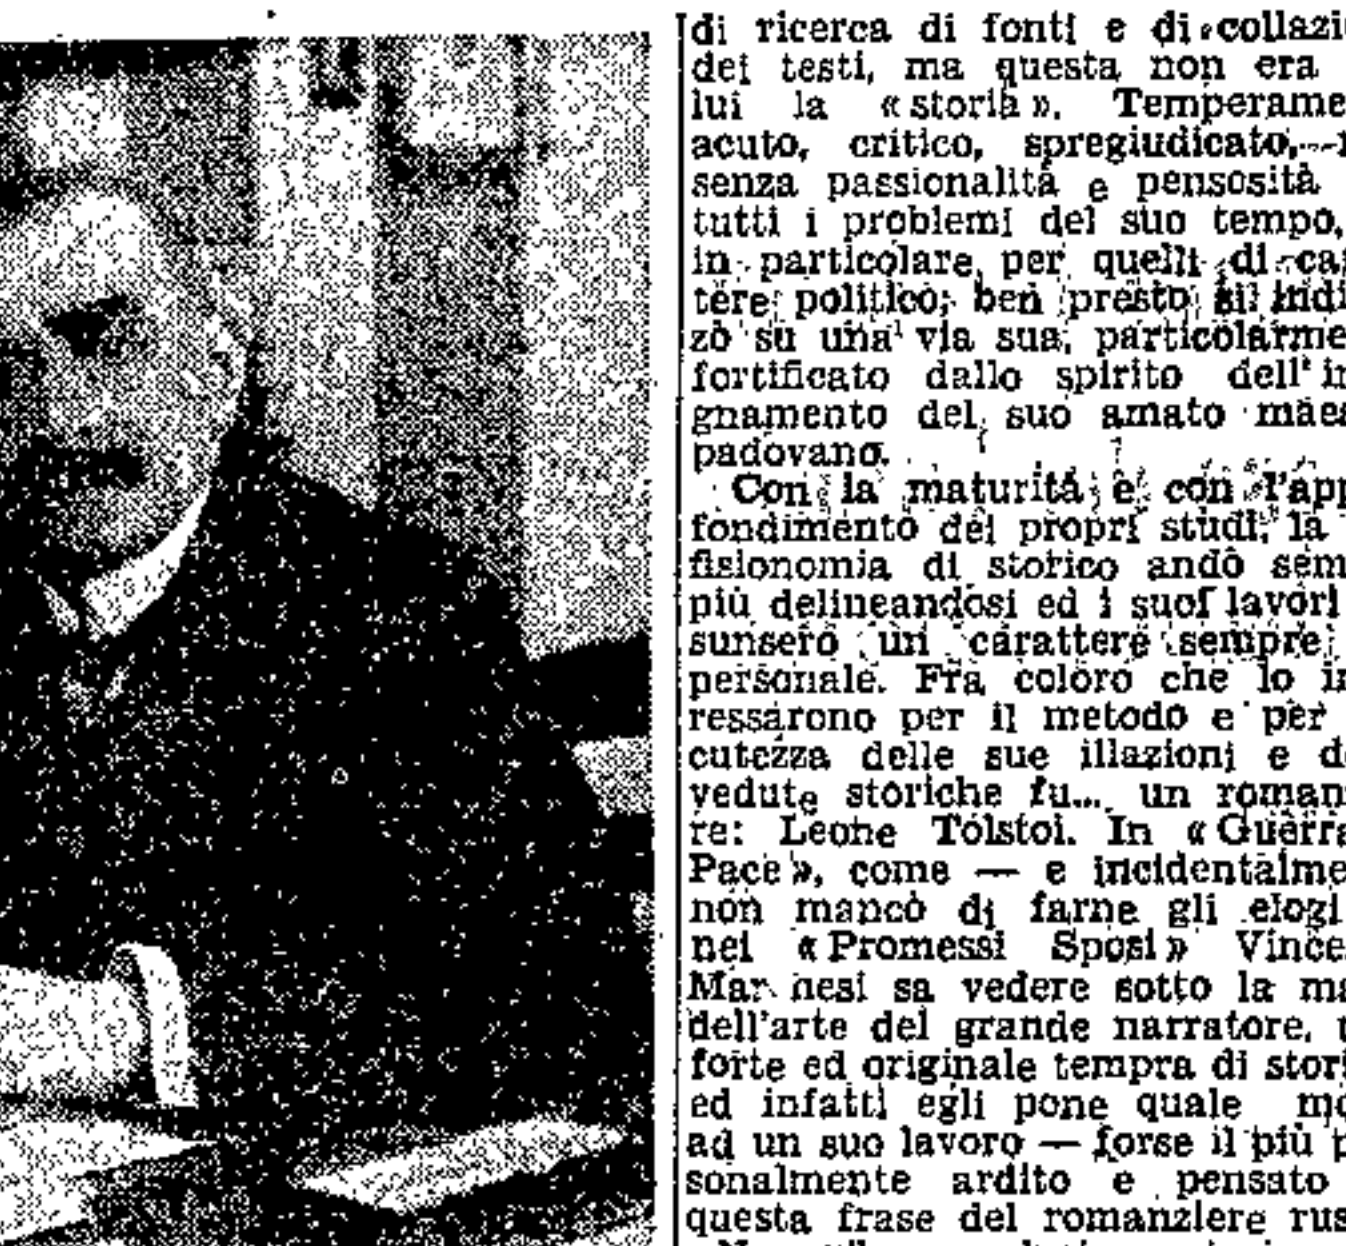 di ricerca di fonti e di collazi
dei testi, ma questa non era
lui la « storia ». Temperame
acuto, critico, spregiudicato,
senza passionalità e pensosità
tutti i problemi del suo tempo,
in particolare per quelli di ca
tere politico; ben presto si indi
zò su una via sua, particolarme
fortificato dallo spirito dell'in
gnamento del suo amato maes
padovano.
Con la maturità e con l'app
fondimento dei propri studi, la
fisionomia di storico andò sem
più delineandosi ed i suoi lavori
sunsero un carattere sempre
personale. Fra coloro che lo in
ressarono per il metodo e per
cutezza delle sue illazioni e de
vedute storiche fu... un roman
re: Leone Tolstoi. In « Guerra
Pace », come — e incidentalme
non mancò di farne gli elogi
nei « Promessi Sposi » Vince
sa vedere sotto la ma
dell'arte del grande narratore,
forte ed originale tempra di stori
ed infatti egli pone quale mo
ad un suo lavoro — forse il più p
sonalmente ardito e pensato
questa frase del romanziere rus